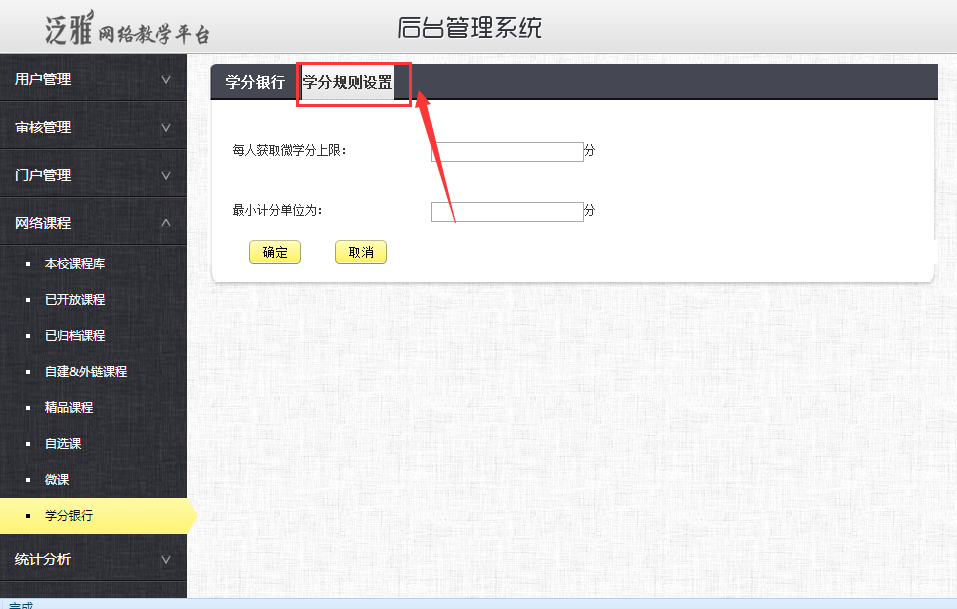 泛雅网络教学平台
后台管理系统
用户管理
审核管理
门户管理
网络课程
本校课程库
已开放课程
已归档课程
自建&外链课程
精品课程
自选课
微课
学分银行
统计分析
学分银行 学分规则设置
每人获取微学分上限： 分
最小计分单位为： 分
确定 取消
完成